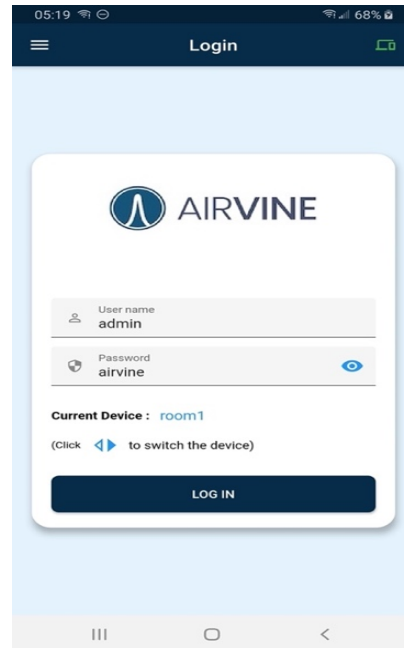 05:19 68%
Login
AIRVINE
User name
admin
Password
airvine
Current Device : room1
(Click to switch the device)
LOG IN